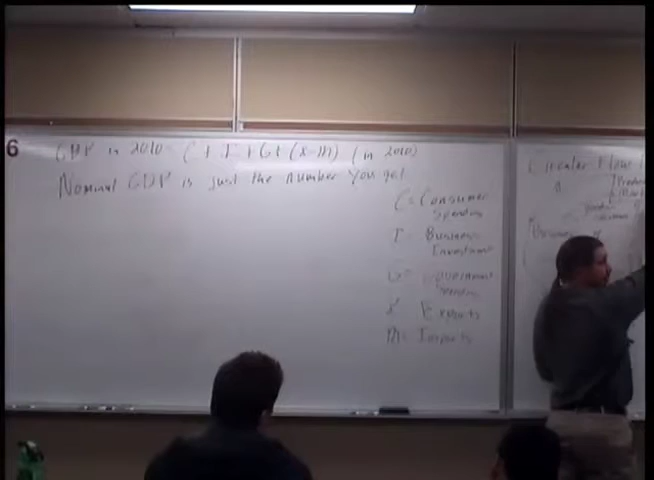 6
GDP in 2010 = C + I + G + (X-M) (in 2010)
Nominal GDP is just the number you get
C = Consumer
Spending
I = Business
Investment
G = Government
Spending
X = Exports
M = Imports
Circular Flow